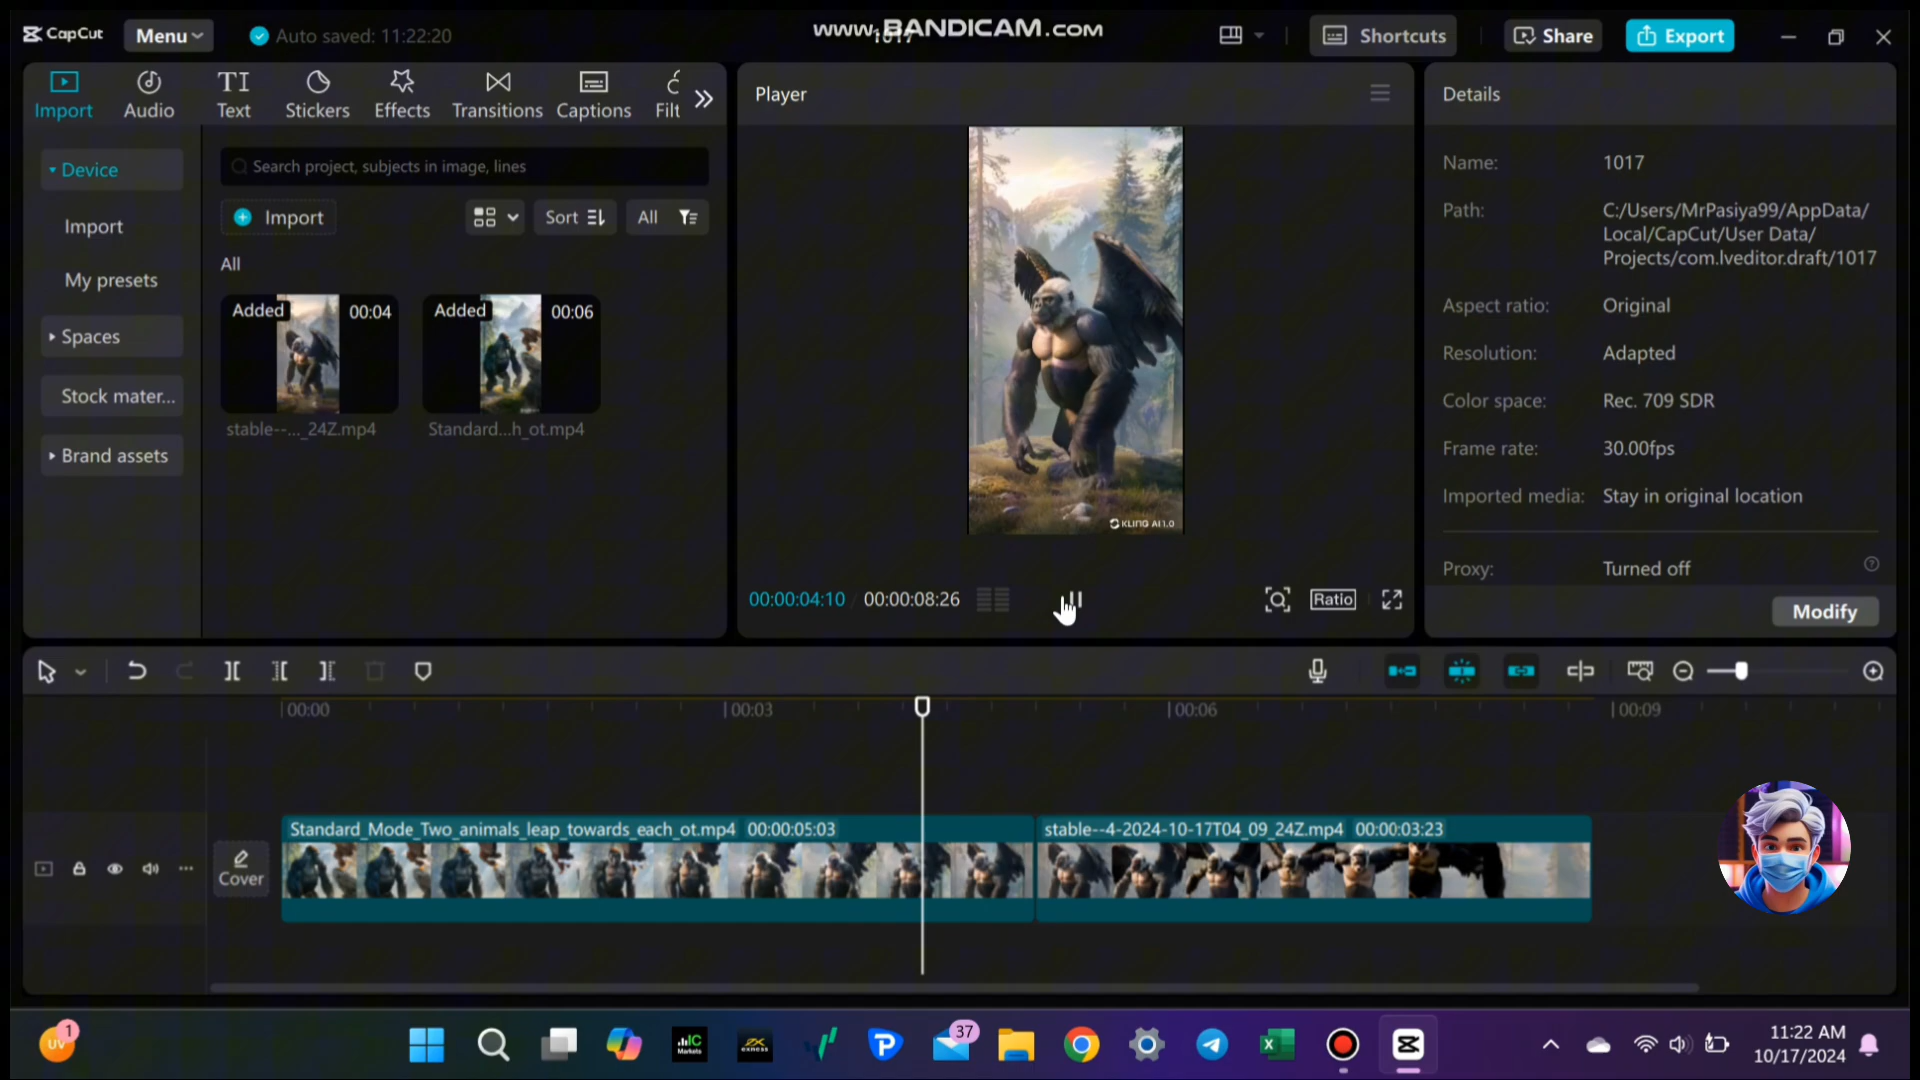 CapCut
Menu
Auto saved: 11:22:20
www.BANDICAM.com
1017
Shortcuts
Share
Export
Import
Audio
TI
Text
Stickers
Effects
Transitions
Captions
Filt
Device
Import
My presets
Spaces
Stock mater...
Brand assets
Search project, subjects in image, lines
Import
Sort
All
All
Added
00:04
Added
00:06
stable--..._24Z.mp4
Standard...h_ot.mp4
Player
KLING AI 1.0
00:00:04:10
00:00:08:26
Ratio
Details
Name: 1017
Path: C:/Users/MrPasiya99/AppData/
Local/CapCut/User Data/
Projects/com.lveditor.draft/1017
Aspect ratio: Original
Resolution: Adapted
Color space: Rec. 709 SDR
Frame rate: 30.00fps
Imported media: Stay in original location
Proxy: Turned off
Modify
00:00
00:03
00:06
00:09
Cover
Standard_Mode_Two_animals_leap_towards_each_ot.mp4 00:00:05:03
stable--4-2024-10-17T04_09_24Z.mp4 00:00:03:23
UV
1
IC
Markets
exness
37
11:22 AM
10/17/2024